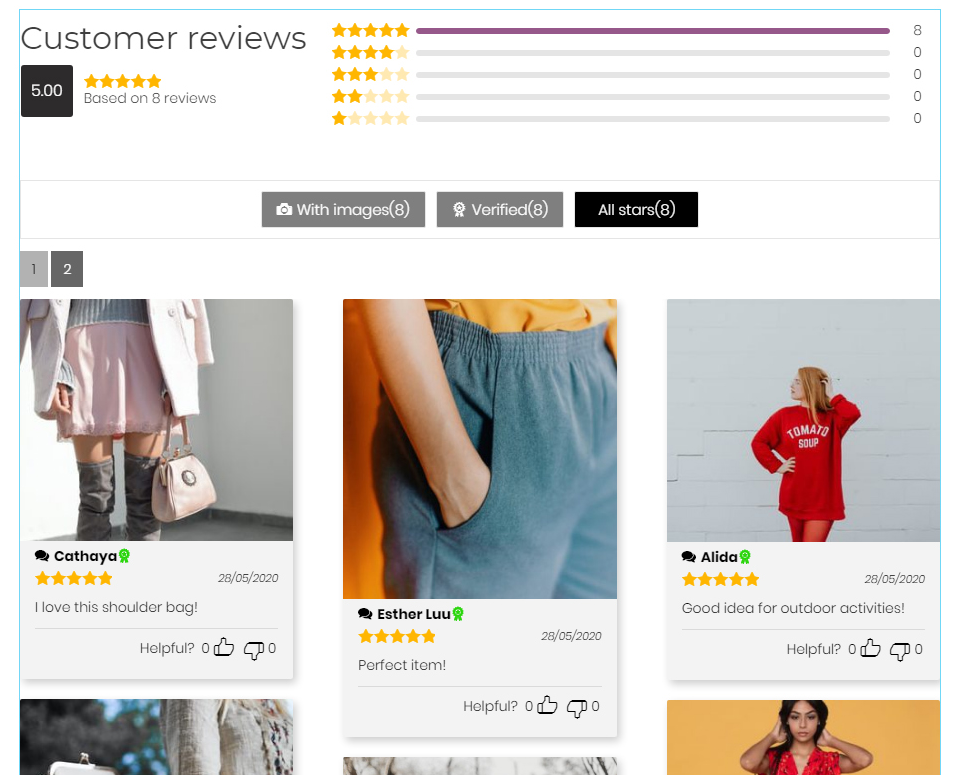 Customer reviews
5.00
Based on 8 reviews
8
0
0
0
0
With images(8)
Verified(8)
All stars(8)
1
2
Cathaya
28/05/2020
I love this shoulder bag!
Helpful? 0 0
Esther Luu
28/05/2020
Perfect item!
Helpful? 0 0
TOMATO
SOUP
Alida
28/05/2020
Good idea for outdoor activities!
Helpful? 0 0